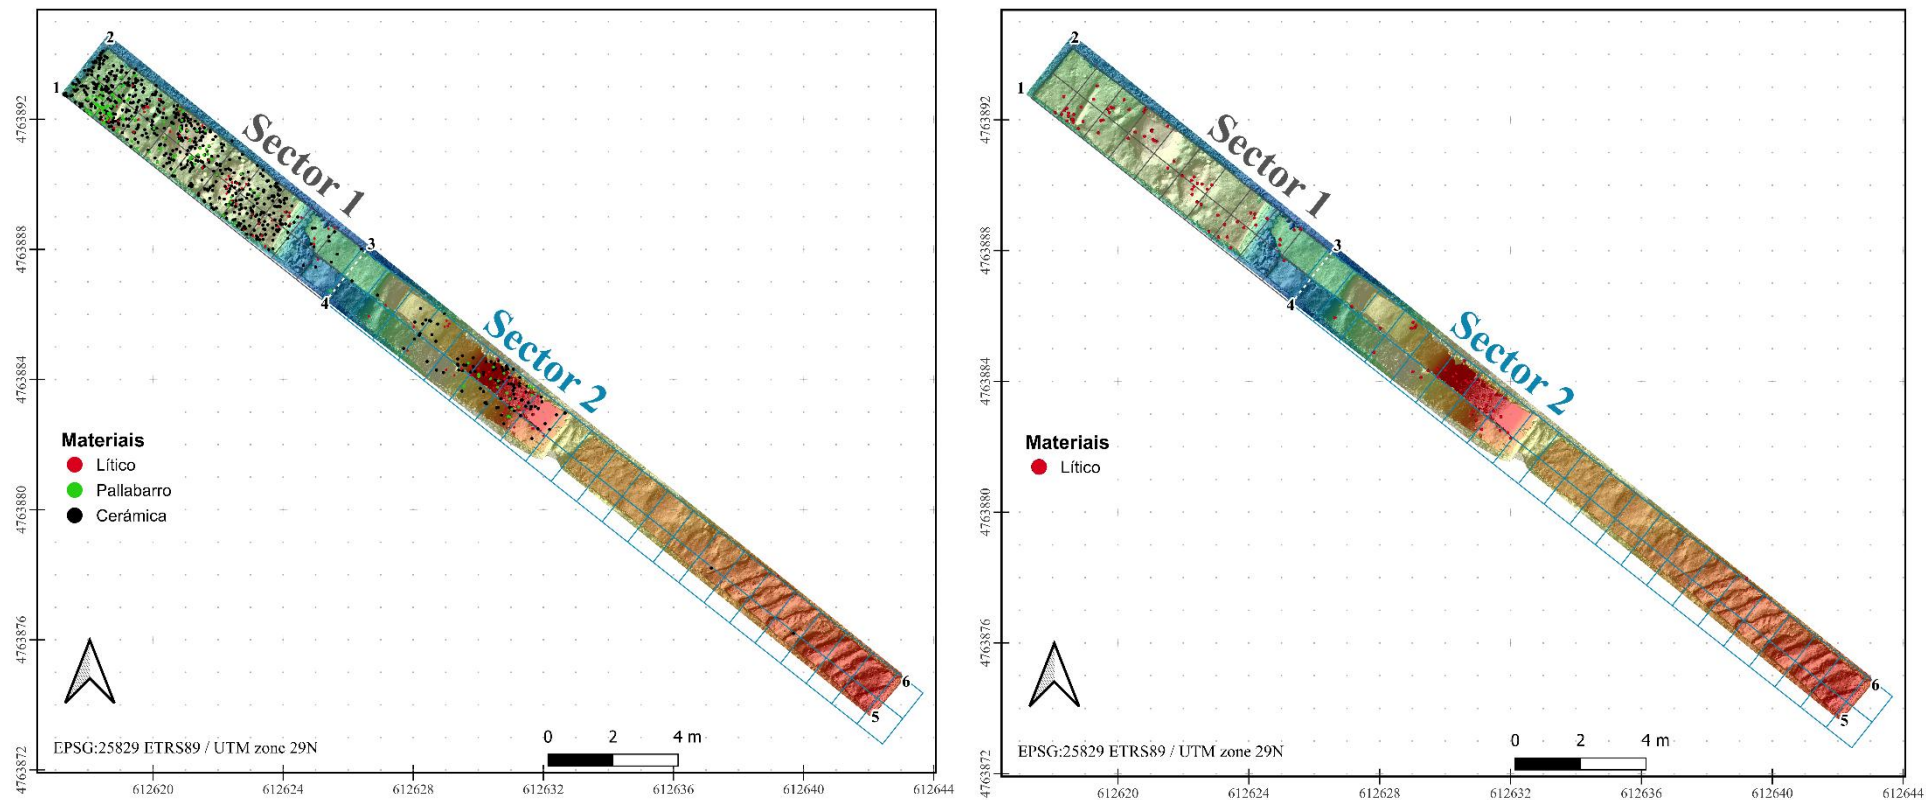 2
1
Sector 1
3
4
Sector 2
Materiais
Lítico
Pallabarro
Cerámica
6
5
EPSG:25829 ETRS89 / UTM zone 29N
0 2 4 m
4763892
4763888
4763884
4763880
4763876
4763872
612620 612624 612628 612632 612636 612640 612644
2
1
Sector 1
3
4
Sector 2
Materiais
Lítico
6
5
EPSG:25829 ETRS89 / UTM zone 29N
0 2 4 m
4763892
4763888
4763884
4763880
4763876
4763872
612620 612624 612628 612632 612636 612640 612644